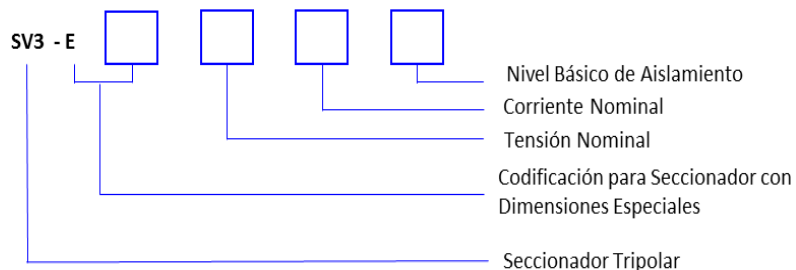 SV3 - E
Nivel Básico de Aislamiento
Corriente Nominal
Tensión Nominal
Codificación para Seccionador con
Dimensiones Especiales
Seccionador Tripolar